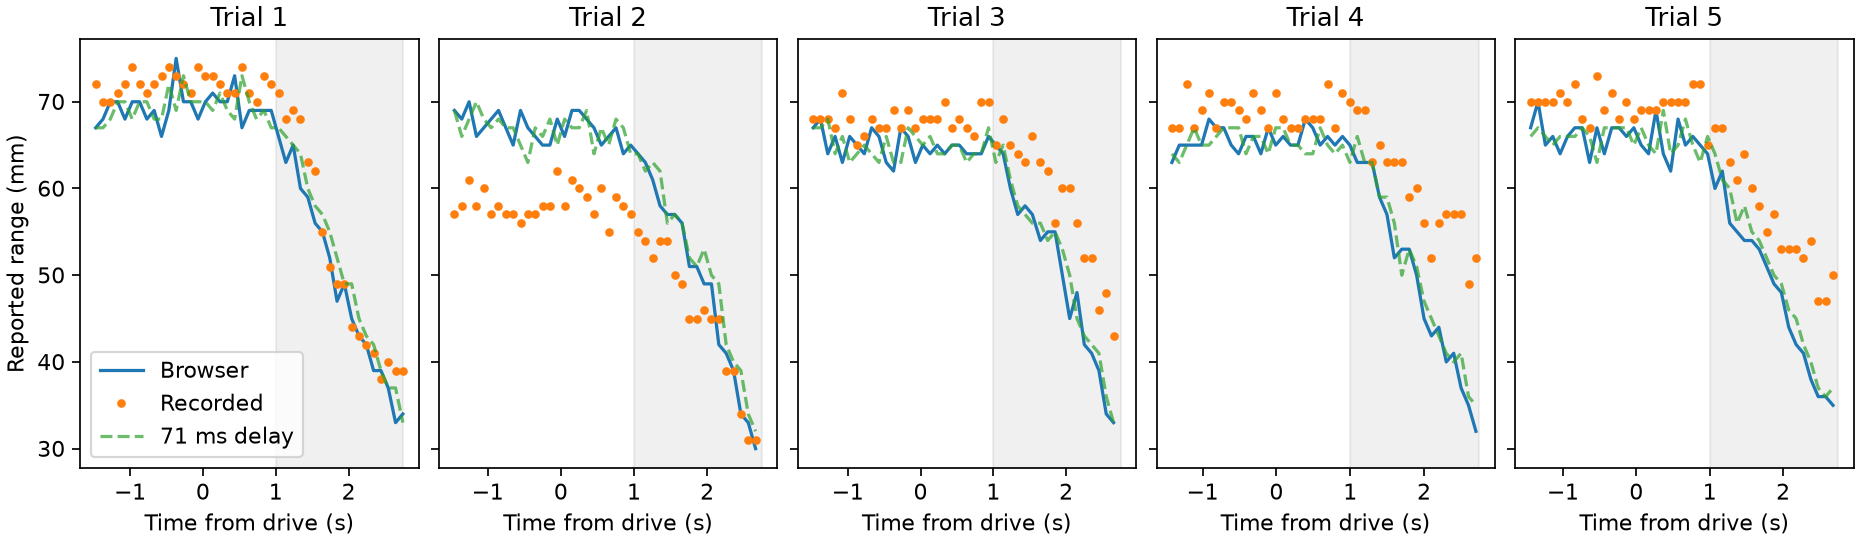 Trial 1 Trial 2 Trial 3 Trial 4 Trial 5
Reported range (mm)
70
60
50
40
30
Browser
Recorded
71 ms delay
−1 0 1 2 −1 0 1 2 −1 0 1 2 −1 0 1 2 −1 0 1 2
Time from drive (s) Time from drive (s) Time from drive (s) Time from drive (s) Time from drive (s)